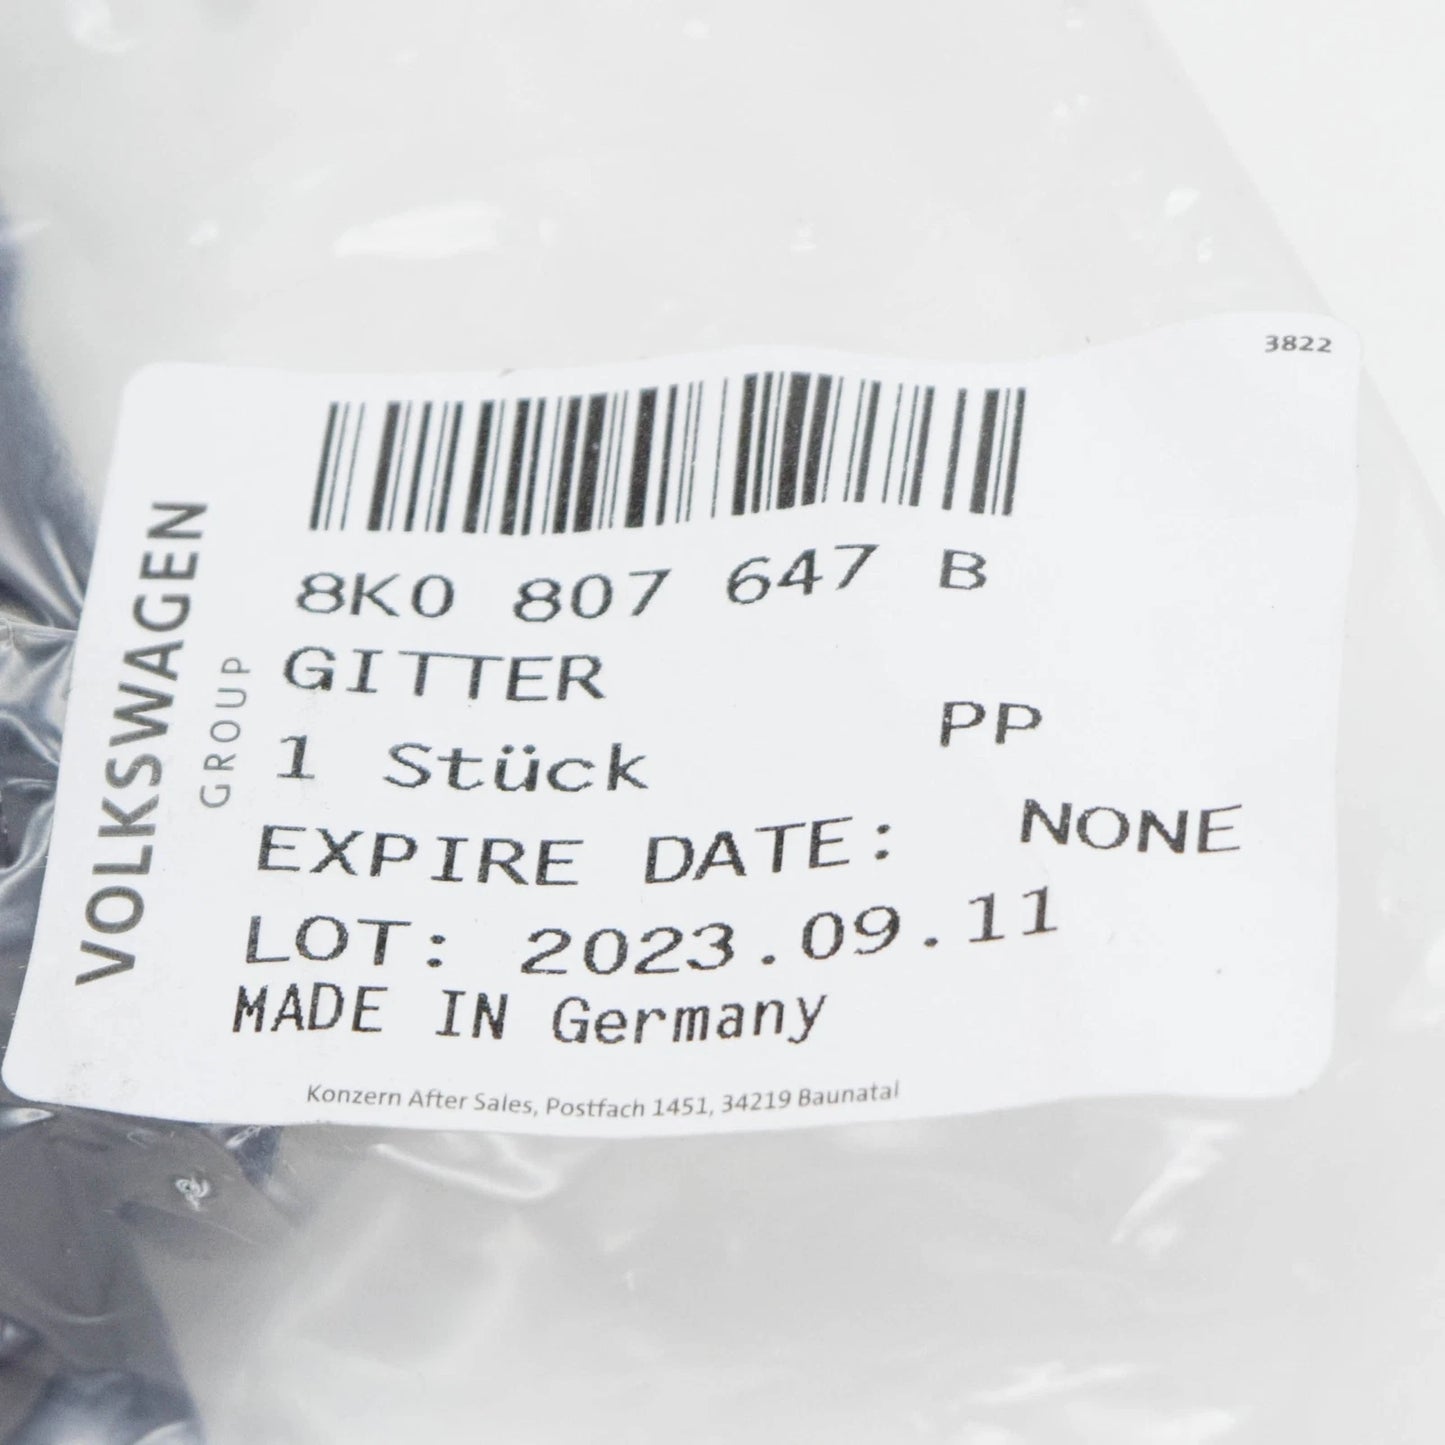 3822
8K0 807 647 B
GITTER
1 Stück PP
EXPIRE DATE: NONE
LOT: 2023.09.11
MADE IN Germany
Konzern After Sales, Postfach 1451, 34219 Baunatal
VOLKSWAGEN
GROUP